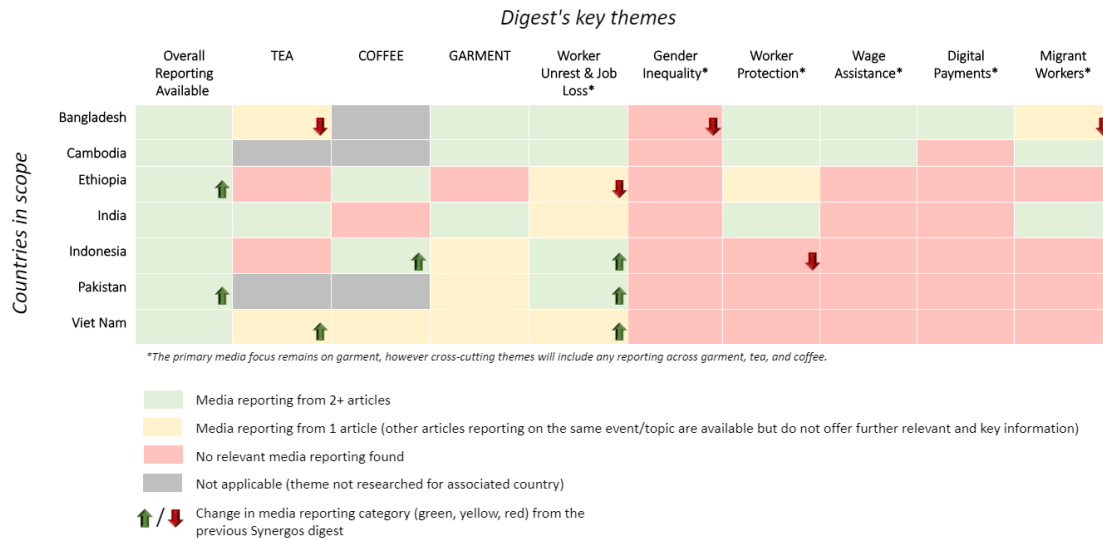 Digest's key themes
Overall
Reporting
Available
TEA
COFFEE
GARMENT
Worker
Unrest & Job
Loss*
Gender
Inequality*
Worker
Protection*
Wage
Assistance*
Digital
Payments*
Migrant
Workers*
Countries in scope
Bangladesh
Cambodia
Ethiopia
India
Indonesia
Pakistan
Viet Nam
*The primary media focus remains on garment, however cross-cutting themes will include any reporting across garment, tea, and coffee.
Media reporting from 2+ articles
Media reporting from 1 article (other articles reporting on the same event/topic are available but do not offer further relevant and key information)
No relevant media reporting found
Not applicable (theme not researched for associated country)
/ Change in media reporting category (green, yellow, red) from the
previous Synergos digest